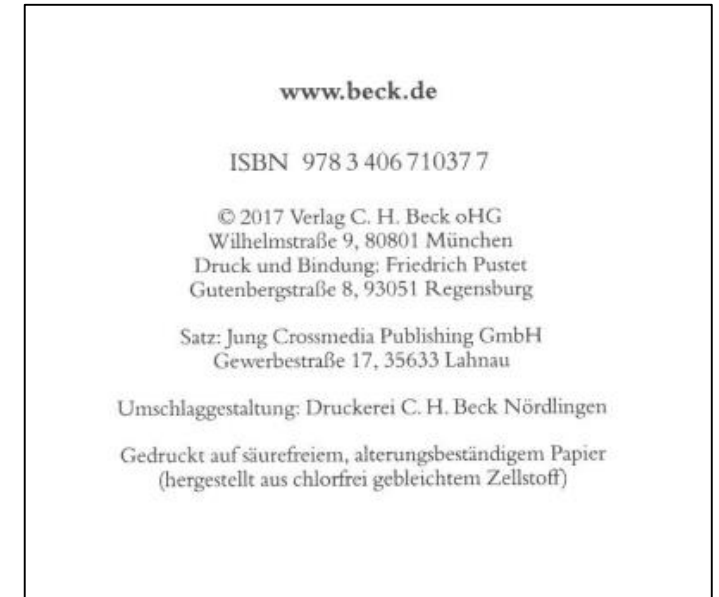 www.beck.de
ISBN 978 3 406 71037 7
© 2017 Verlag C. H. Beck oHG
Wilhelmstraße 9, 80801 München
Druck und Bindung: Friedrich Pustet
Gutenbergstraße 8, 93051 Regensburg
Satz: Jung Crossmedia Publishing GmbH
Gewerbestraße 17, 35633 Lahnau
Umschlaggestaltung: Druckerei C. H. Beck Nördlingen
Gedruckt auf säurefreiem, alterungsbeständigem Papier
(hergestellt aus chlorfrei gebleichtem Zellstoff)